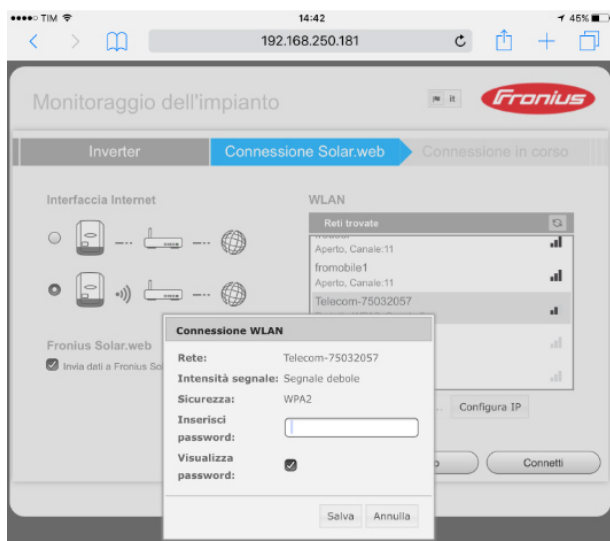 TIM 14:42 45%
192.168.250.181
Monitoraggio dell'impianto
it
Fronius
Inverter Connessione Solar.web Connessione in corso
Interfaccia Internet
WLAN
Reti trovate
Aperto, Canale:11
fromobile1
Aperto, Canale:11
Telecom-75032057
Fronius Solar.web
Invia dati a Fronius
Configura IP
Connetti
Connessione WLAN
Rete: Telecom-75032057
Intensità segnale: Segnale debole
Sicurezza: WPA2
Inserisci
password:
Visualizza
password:
Salva Annulla